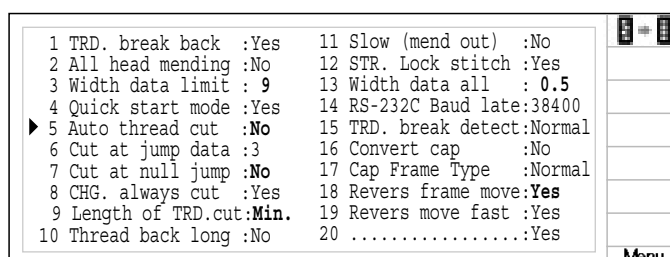 1 TRD. break back :Yes
2 All head mending :No
3 Width data limit : 9
4 Quick start mode :Yes
5 Auto thread cut :No
6 Cut at jump data :3
7 Cut at null jump :No
8 CHG. always cut :Yes
9 Length of TRD.cut:Min.
10 Thread back long :No
11 Slow (mend out) :No
12 STR. Lock stitch :Yes
13 Width data all : 0.5
14 RS-232C Baud late:38400
15 TRD. break detect:Normal
16 Convert cap :No
17 Cap Frame Type :Normal
18 Revers frame move:Yes
19 Revers move fast :Yes
20 ................:Yes
Menu